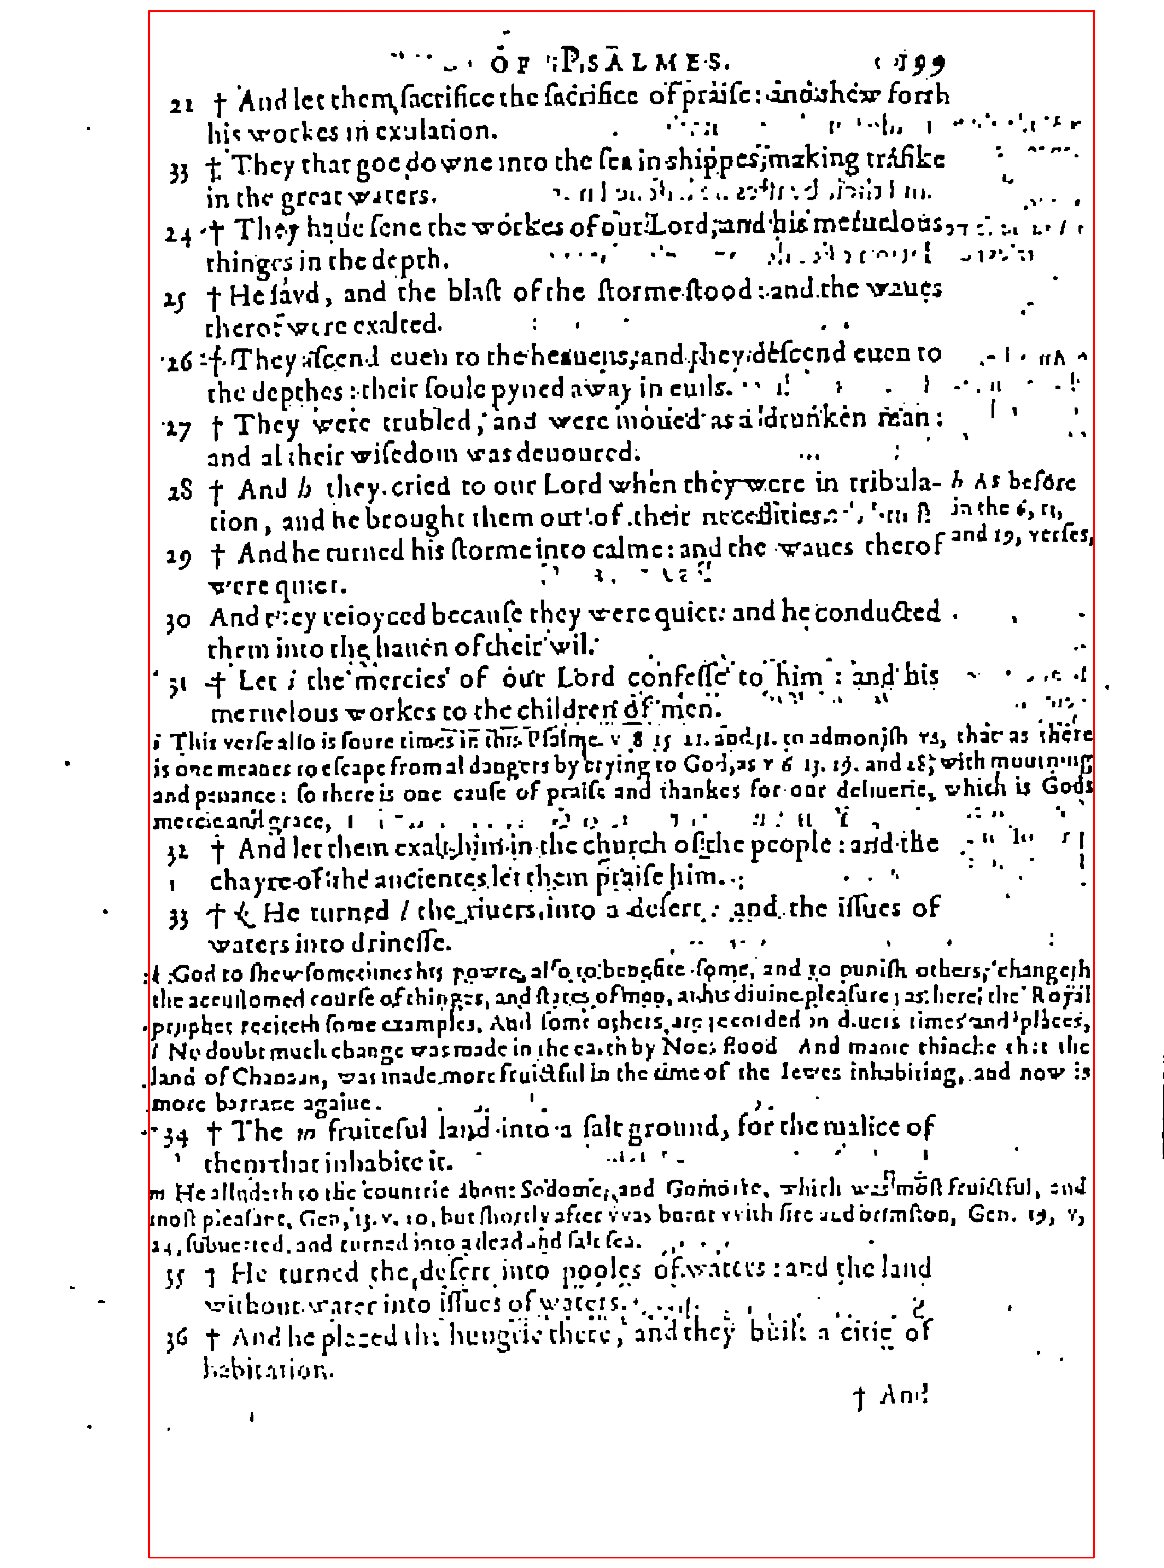 OF PSALMES. 199
21 † And let them sacrifice the sacrifice of praise: and shew forth
his workes in exulation.
33 † They that goe downe into the sea in shippes, making trafike
in the great waters.
24 † They haue sene the workes of our Lord, and his meruelous
thinges in the depth.
25 † He sayd, and the blast of the storme stood: and the waues
therof were exalted.
26 † They ascend euen to the heauens, and they descend euen to
the depthes: their soule pyned away in euils.
27 † They were trubled, and were moued as a drunken man:
and al their wisedom was deuoured.
28 † And h they cried to our Lord when they were in tribula-
tion, and he brought them out of their necessities.
h As before
in the 6, 13,
and 19, verses,
29 † And he turned his storme into calme: and the waues therof
were quiet.
30 And they reioyced because they were quiet: and he conducted
them into the hauen of their wil.
31 † Let i the mercies of our Lord confesse to him: and his
meruelous workes to the children of men.
i This verse also is foure times in this Psalme. v 8 15 21. and 31. to admonish vs, that as there
is one meanes to escape from al dangers by crying to God, as v 6 13. 19. and 28, with mourning
and penance: so there is one cause of praise and thankes for our deliuerie, which is Gods
mercie and grace,
32 † And let them exalt him in the church of the people: and the
chayre of the ancientes let them praise him.
33 † k He turned l the riuers into a desert: and the issues of
waters into drinesse.
k God to shew sometimes his powre, also to benefite some, and to punish others, changeth
the accustomed course of thinges, and states of men, at his diuine pleasure; as here the Royal
prophet reciteth some examples. And some others are recorded in diuers times and places,
l No doubt much change was made in the earth by Noes flood And manie thincke that the
land of Chanaan, was made more fruictful in the time of the Iewes inhabiting, and now is
more barrane againe.
34 † The m fruiteful land into a salt ground, for the malice of
them that inhabite it.
m He alludeth to the countrie about Sodome, and Gomorre, which was most fruictful, and
most pleasant, Gen, 13. v. 10, but shortly after vvas burnt vvith fire and brimston, Gen. 19, v,
24, subuerted, and turned into a dead and salt sea.
35 † He turned the desert into pooles of waters: and the land
without water into issues of waters.
36 † And he placed the hungrie there, and they built a citie of
habitation.
† And